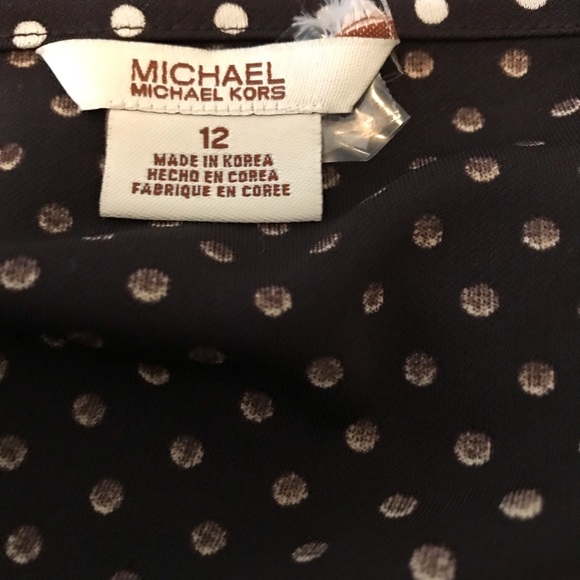 MICHAEL
MICHAEL KORS
12
MADE IN KOREA
HECHO EN COREA
FABRIQUE EN COREE